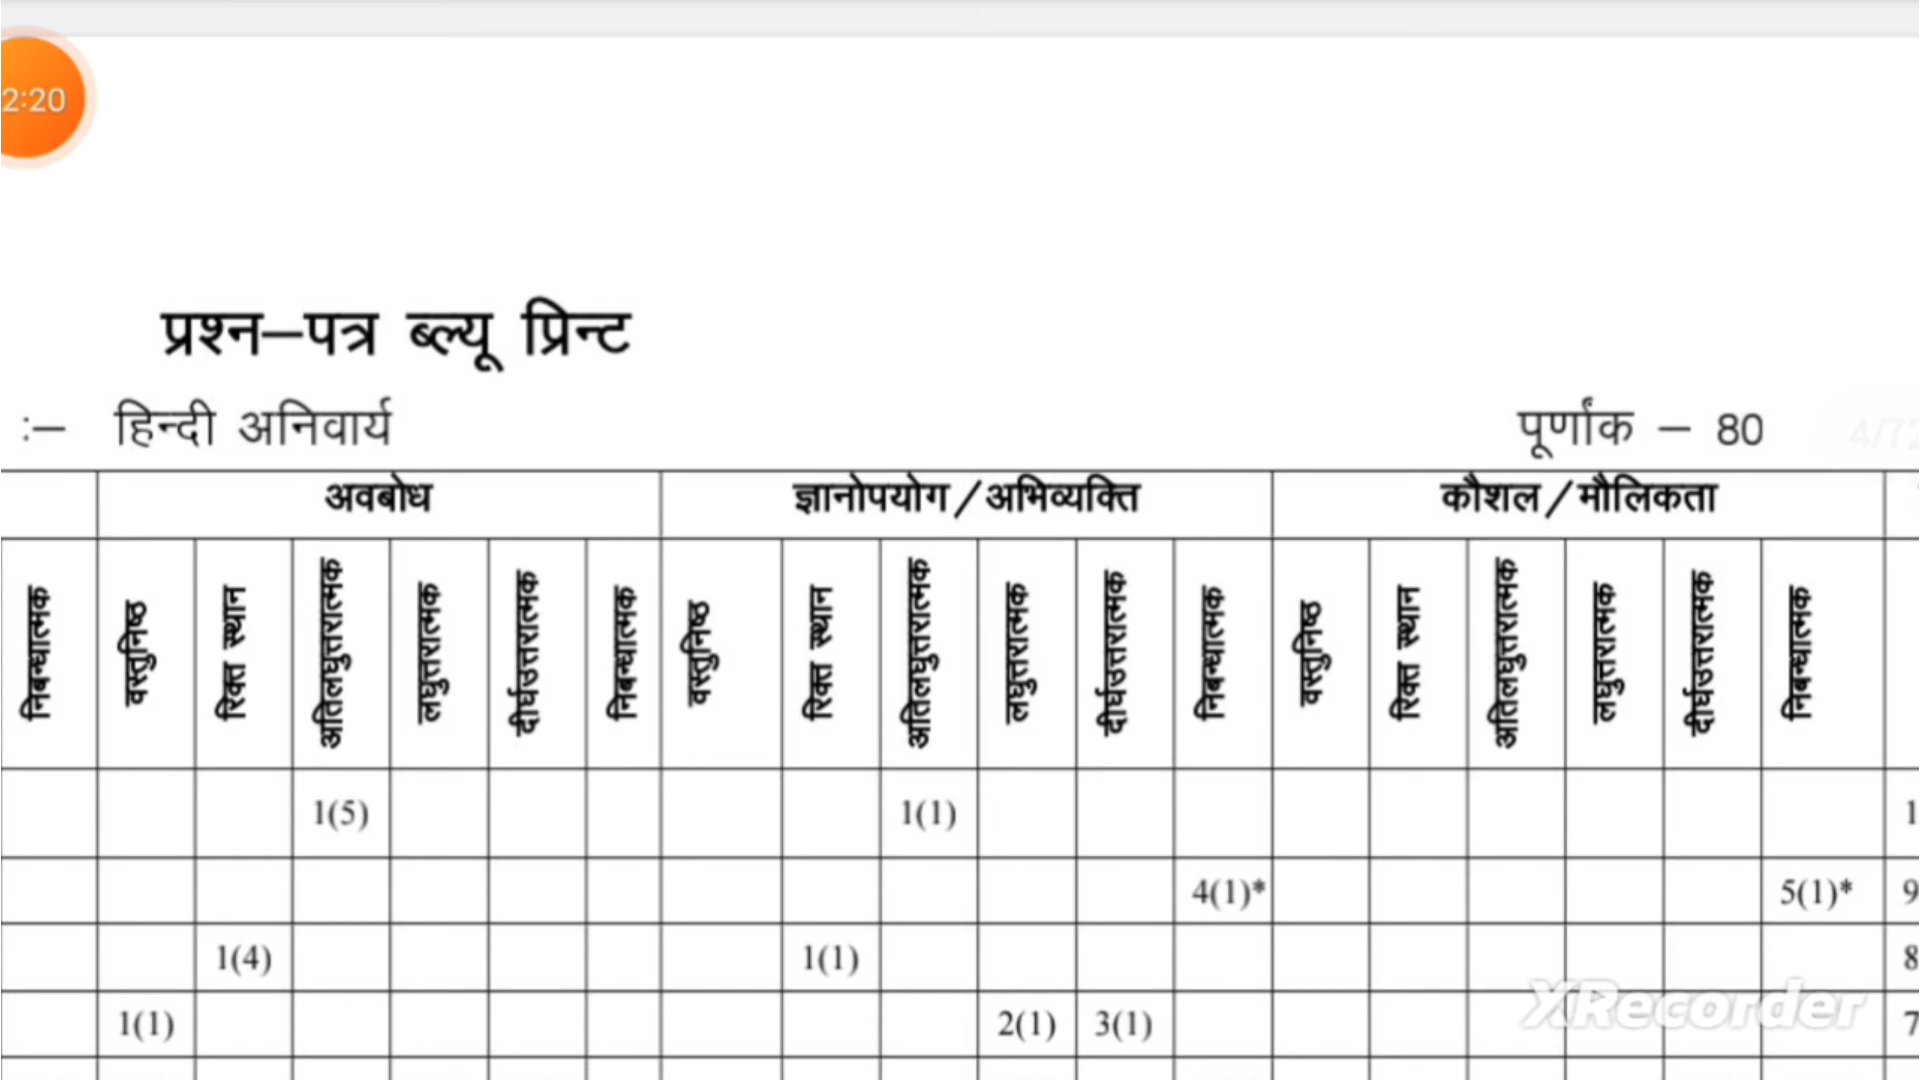 2:20
प्रश्न–पत्र ब्ल्यू प्रिन्ट
:– हिन्दी अनिवार्य पूर्णांक – 80
अवबोध ज्ञानोपयोग/अभिव्यक्ति कौशल/मौलिकता
निबन्धात्मक वस्तुनिष्ठ रिक्त स्थान अतिलघुत्तरात्मक लघुत्तरात्मक दीर्घउत्तरात्मक निबन्धात्मक वस्तुनिष्ठ रिक्त स्थान अतिलघुत्तरात्मक लघुत्तरात्मक दीर्घउत्तरात्मक निबन्धात्मक वस्तुनिष्ठ रिक्त स्थान अतिलघुत्तरात्मक लघुत्तरात्मक दीर्घउत्तरात्मक निबन्धात्मक
1(5) 1(1) 1
4(1)* 5(1)* 9
1(4) 1(1) 8
1(1) 2(1) 3(1) 7
XRecorder